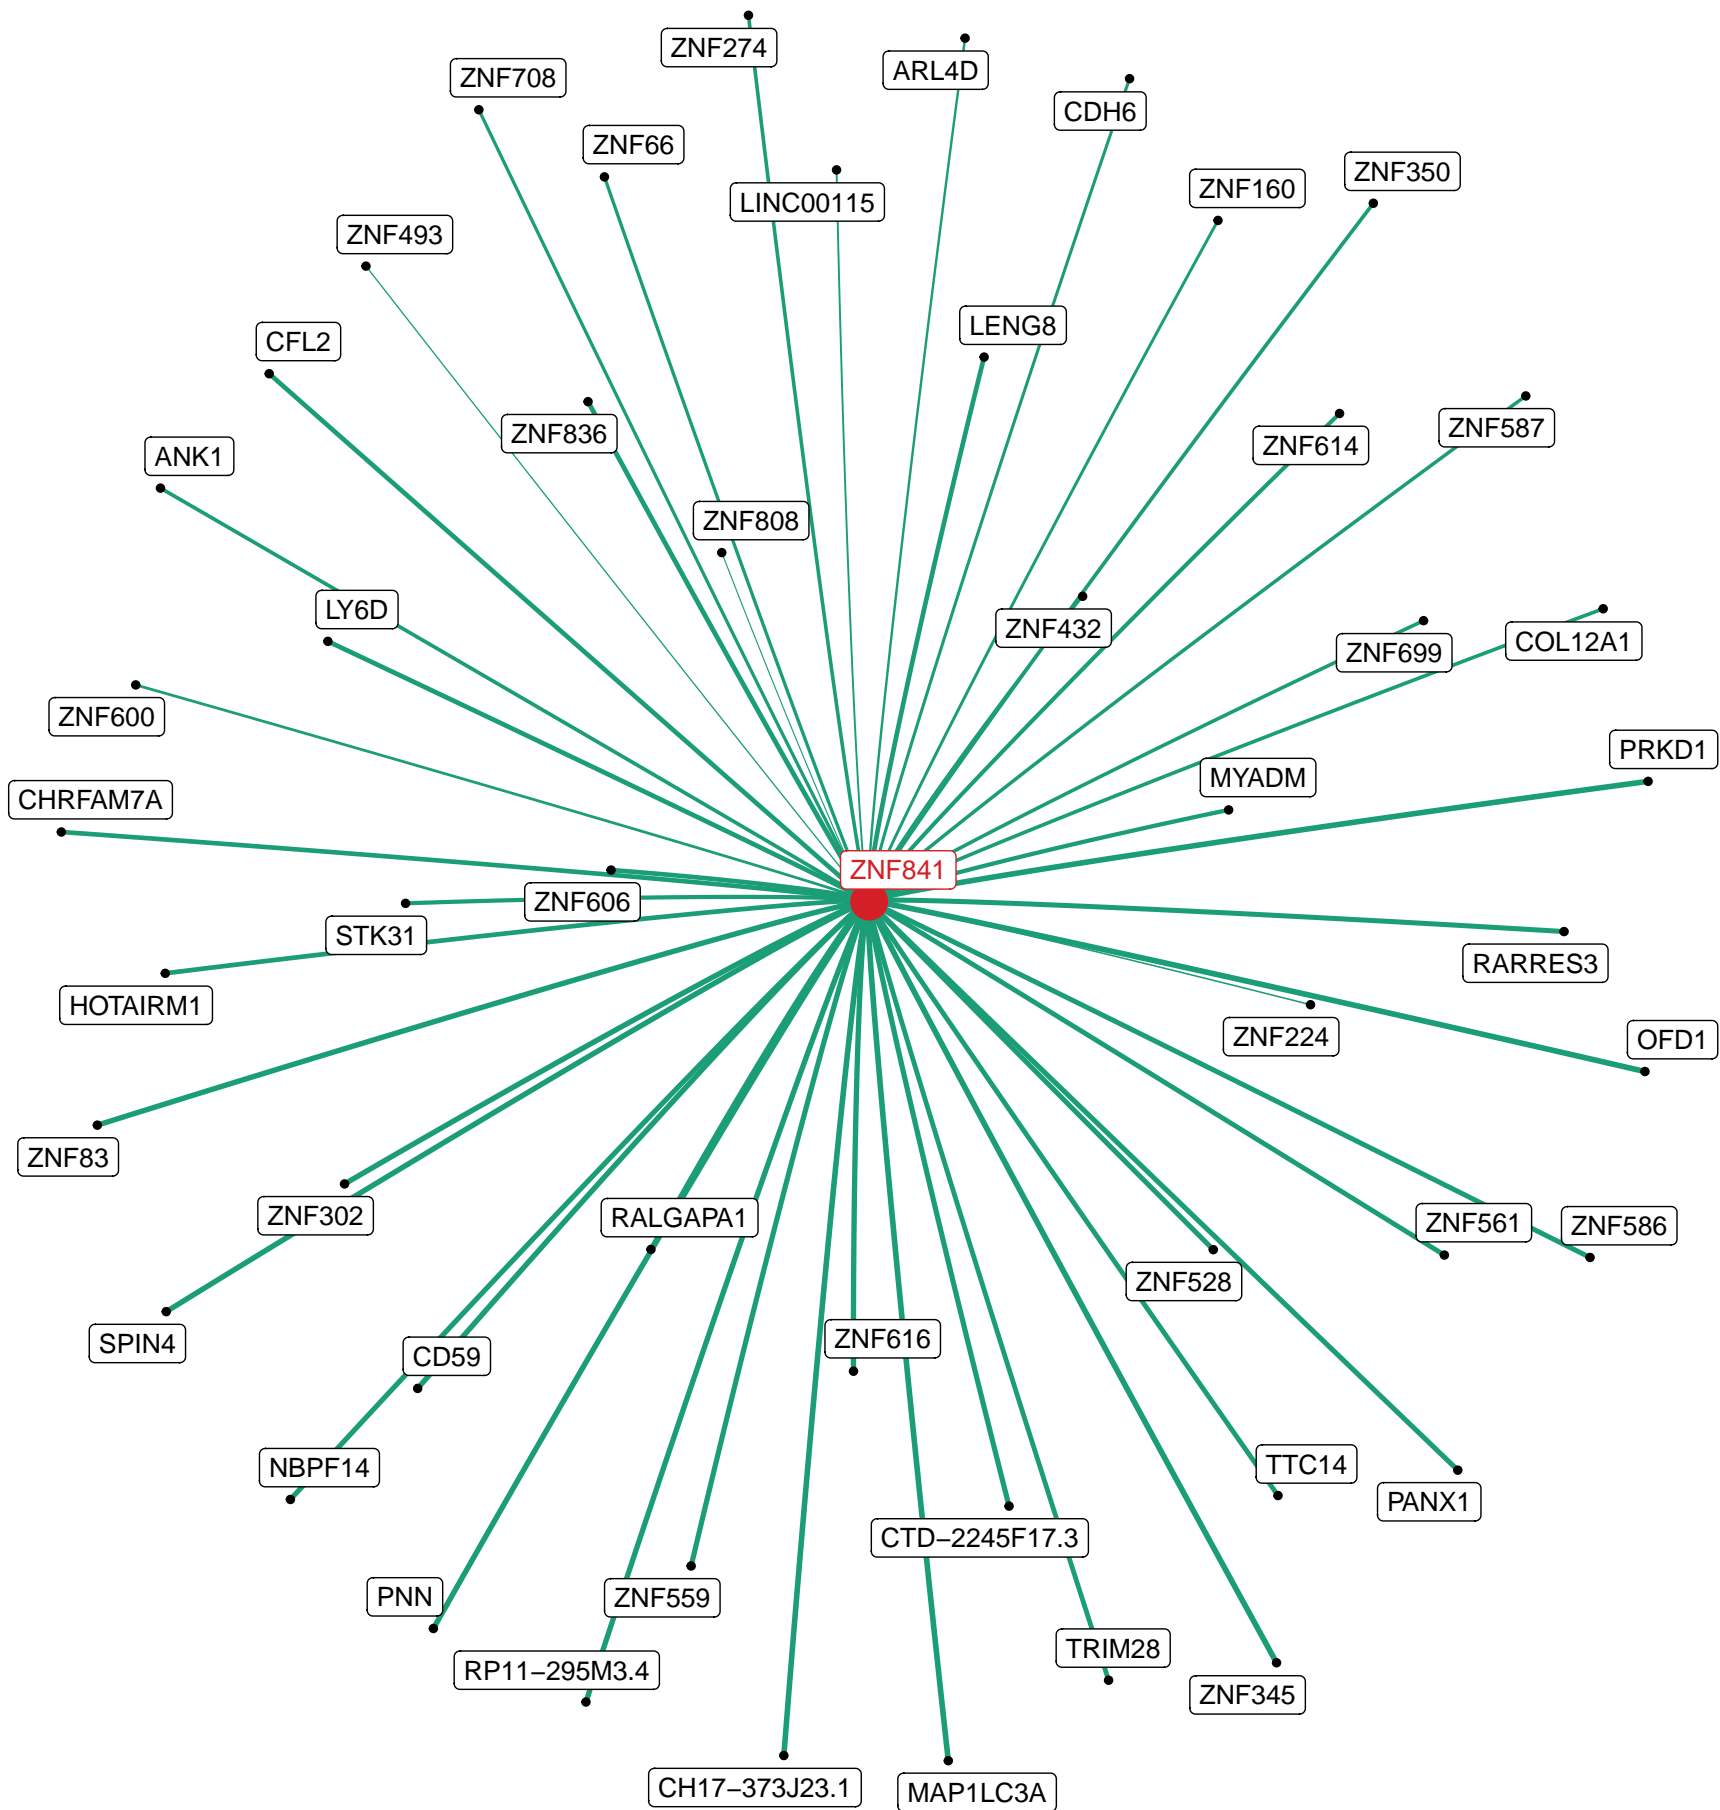 ZNF274
ARL4D
ZNF708
CDH6
ZNF66
ZNF350
ZNF160
LINC00115
ZNF493
LENG8
CFL2
ZNF587
ZNF836
ZNF614
ANK1
ZNF808
LY6D
ZNF432
COL12A1
ZNF699
ZNF600
PRKD1
MYADM
CHRFAM7A
ZNF841
ZNF606
STK31
RARRES3
HOTAIRM1
ZNF224
OFD1
ZNF83
ZNF302
RALGAPA1
ZNF561
ZNF586
ZNF528
ZNF616
SPIN4
CD59
TTC14
NBPF14
PANX1
CTD−2245F17.3
PNN
ZNF559
TRIM28
RP11−295M3.4
ZNF345
CH17−373J23.1
MAP1LC3A